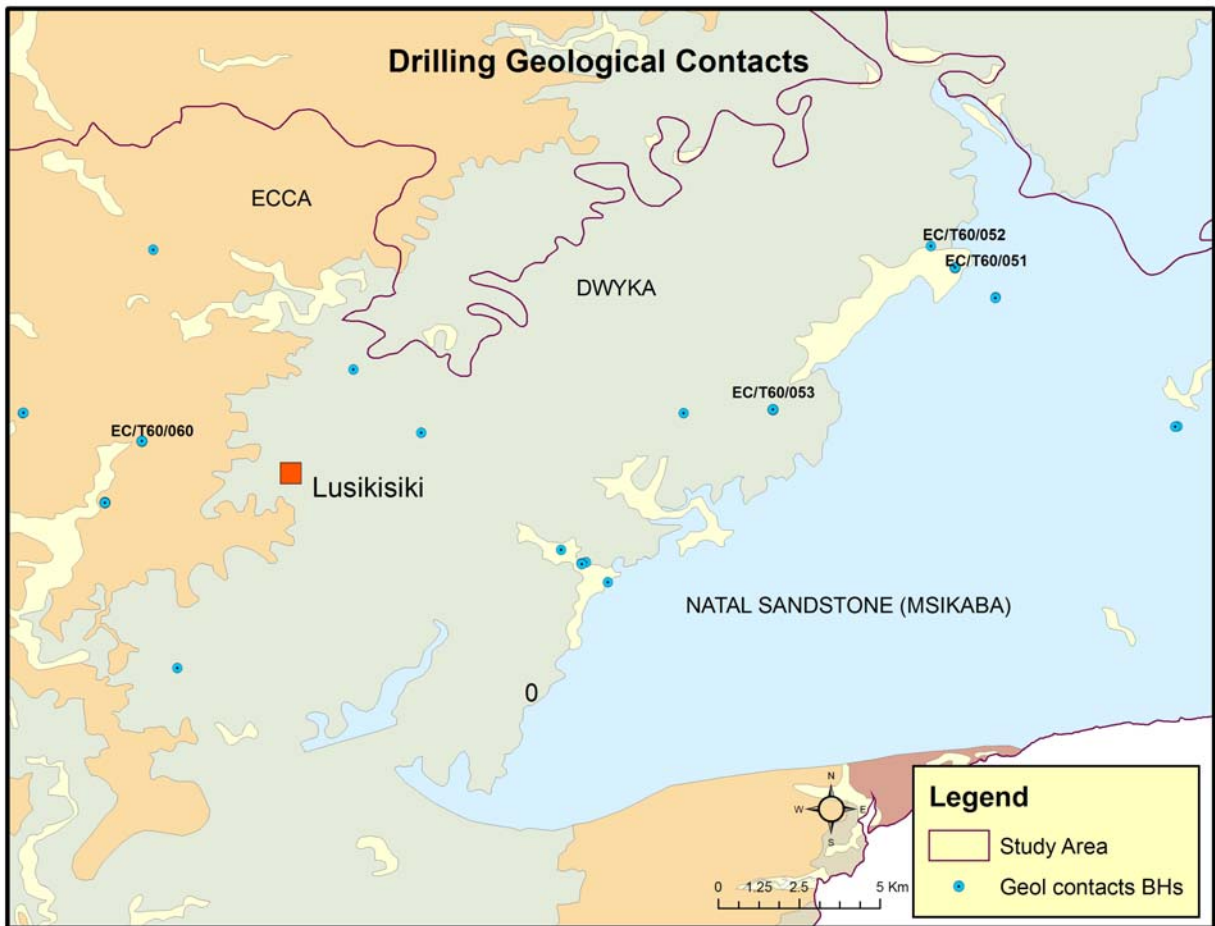 Drilling Geological Contacts
ECCA
EC/T60/052
EC/T60/051
DWYKA
EC/T60/053
EC/T60/060
Lusikisiki
NATAL SANDSTONE (MSIKABA)
0
N
W E
S
Legend
Study Area
Geol contacts BHs
0 1.25 2.5 5 Km